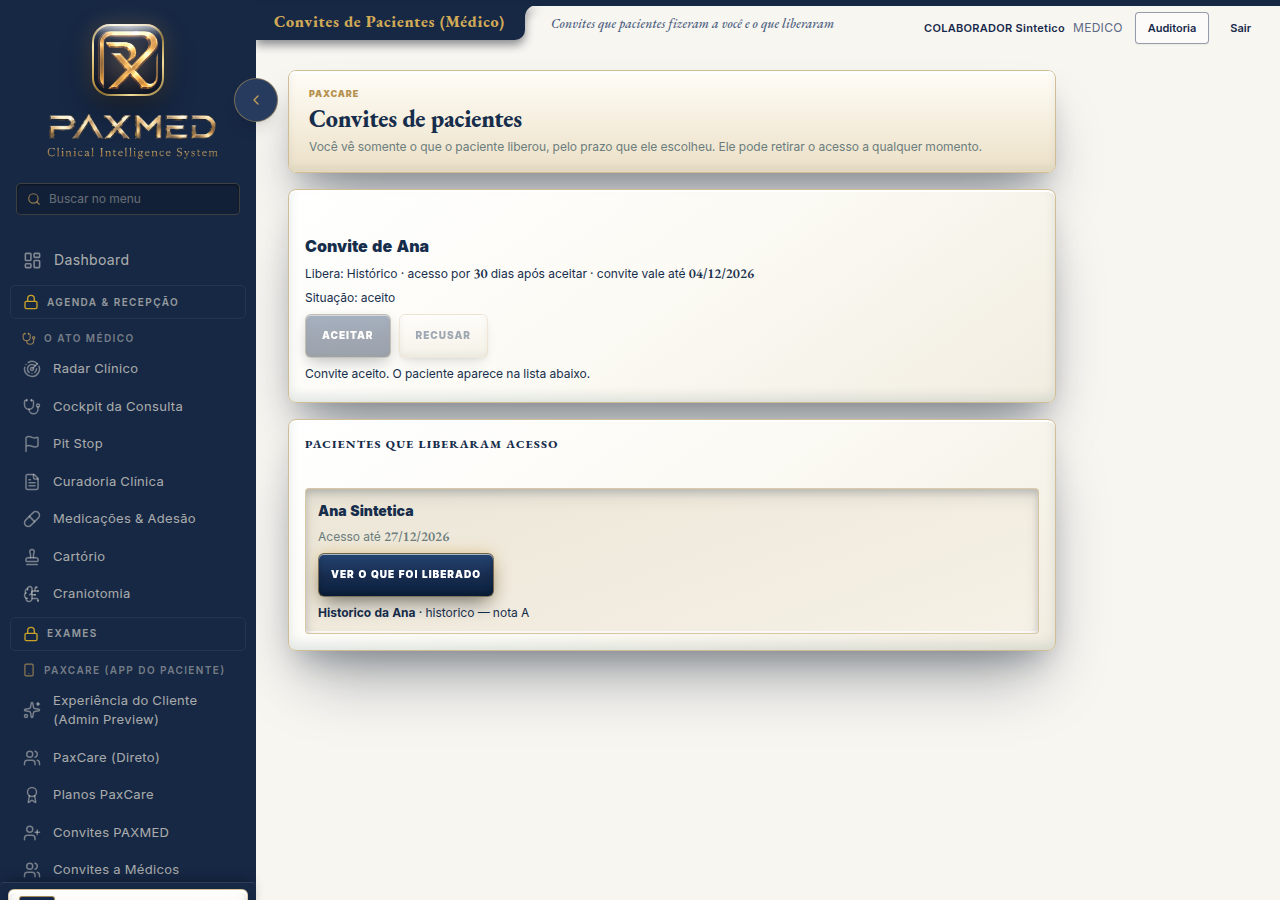 PAXMED
Clinical Intelligence System
Buscar no menu
Dashboard
AGENDA & RECEPÇÃO
O ATO MÉDICO
Radar Clínico
Cockpit da Consulta
Pit Stop
Curadoria Clínica
Medicações & Adesão
Cartório
Craniotomia
EXAMES
PAXCARE (APP DO PACIENTE)
Experiência do Cliente
(Admin Preview)
PaxCare (Direto)
Planos PaxCare
Convites PAXMED
Convites a Médicos
Convites de Pacientes (Médico)
Convites que pacientes fizeram a você e o que liberaram
COLABORADOR Sintetico MEDICO
Auditoria
Sair
PAXCARE
Convites de pacientes
Você vê somente o que o paciente liberou, pelo prazo que ele escolheu. Ele pode retirar o acesso a qualquer momento.
Convite de Ana
Libera: Histórico · acesso por 30 dias após aceitar · convite vale até 04/12/2026
Situação: aceito
ACEITAR
RECUSAR
Convite aceito. O paciente aparece na lista abaixo.
PACIENTES QUE LIBERARAM ACESSO
Ana Sintetica
Acesso até 27/12/2026
VER O QUE FOI LIBERADO
Historico da Ana · historico — nota A